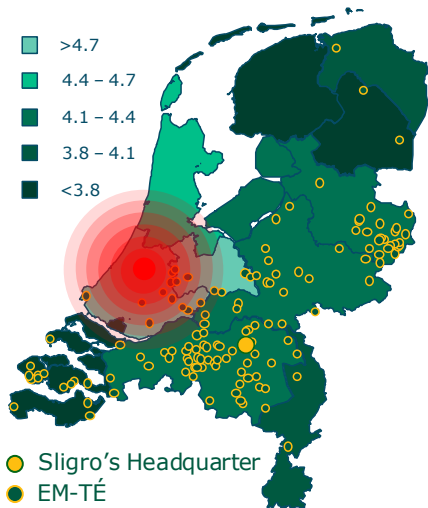 >4.7
4.4 – 4.7
4.1 – 4.4
3.8 – 4.1
<3.8
Sligro's Headquarter
EM-TÉ